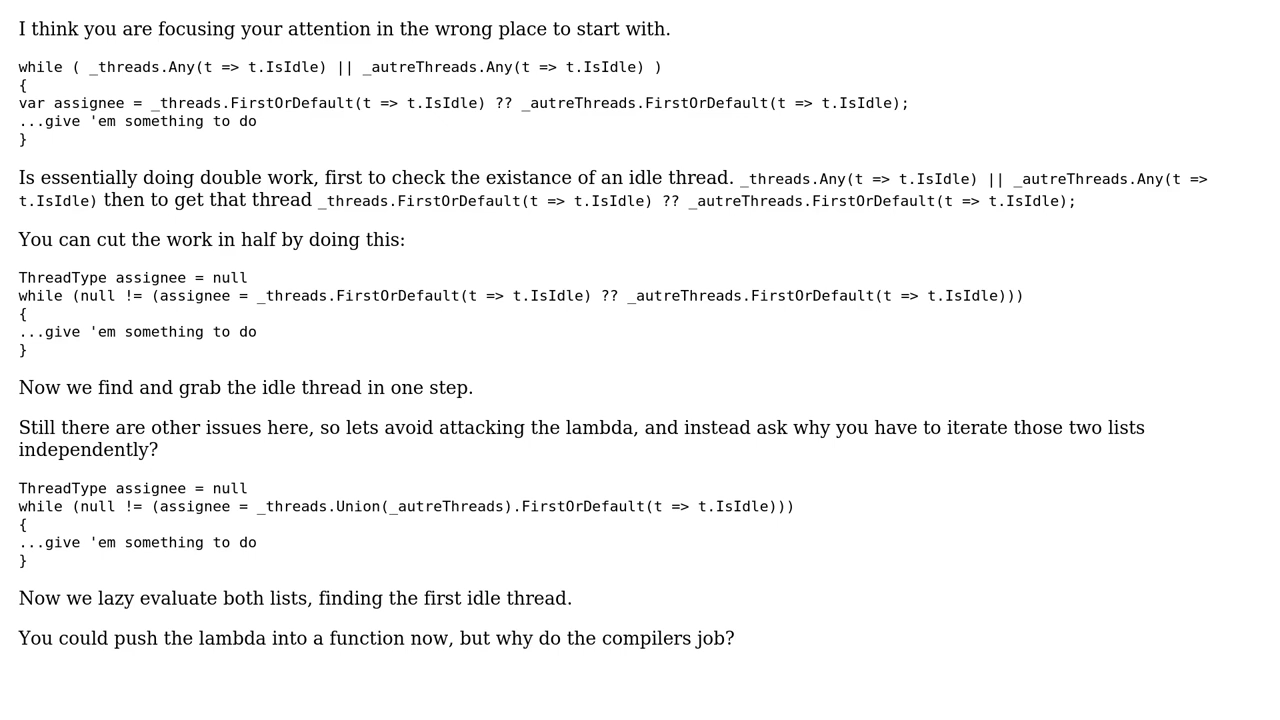 I think you are focusing your attention in the wrong place to start with.
while ( _threads.Any(t => t.IsIdle) || _autreThreads.Any(t => t.IsIdle) )
{
var assignee = _threads.FirstOrDefault(t => t.IsIdle) ?? _autreThreads.FirstOrDefault(t => t.IsIdle);
...give 'em something to do
}
Is essentially doing double work, first to check the existance of an idle thread. _threads.Any(t => t.IsIdle) || _autreThreads.Any(t =>
t.IsIdle) then to get that thread _threads.FirstOrDefault(t => t.IsIdle) ?? _autreThreads.FirstOrDefault(t => t.IsIdle);
You can cut the work in half by doing this:
ThreadType assignee = null
while (null != (assignee = _threads.FirstOrDefault(t => t.IsIdle) ?? _autreThreads.FirstOrDefault(t => t.IsIdle)))
{
...give 'em something to do
}
Now we find and grab the idle thread in one step.
Still there are other issues here, so lets avoid attacking the lambda, and instead ask why you have to iterate those two lists
independently?
ThreadType assignee = null
while (null != (assignee = _threads.Union(_autreThreads).FirstOrDefault(t => t.IsIdle)))
{
...give 'em something to do
}
Now we lazy evaluate both lists, finding the first idle thread.
You could push the lambda into a function now, but why do the compilers job?